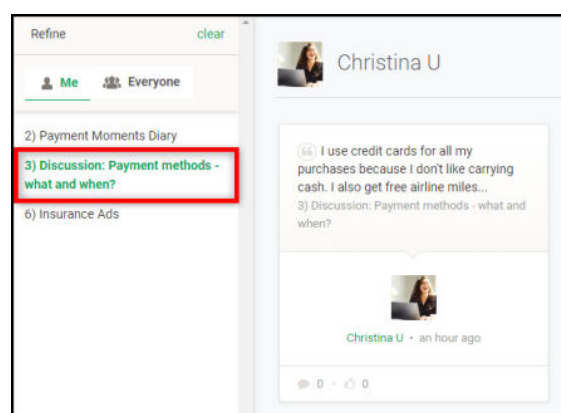 Refine clear
Me Everyone
2) Payment Moments Diary
3) Discussion: Payment methods -
what and when?
6) Insurance Ads
Christina U
I use credit cards for all my
purchases because I don't like carrying
cash. I also get free airline miles...
3) Discussion: Payment methods - what and
when?
Christina U • an hour ago
0 · 0